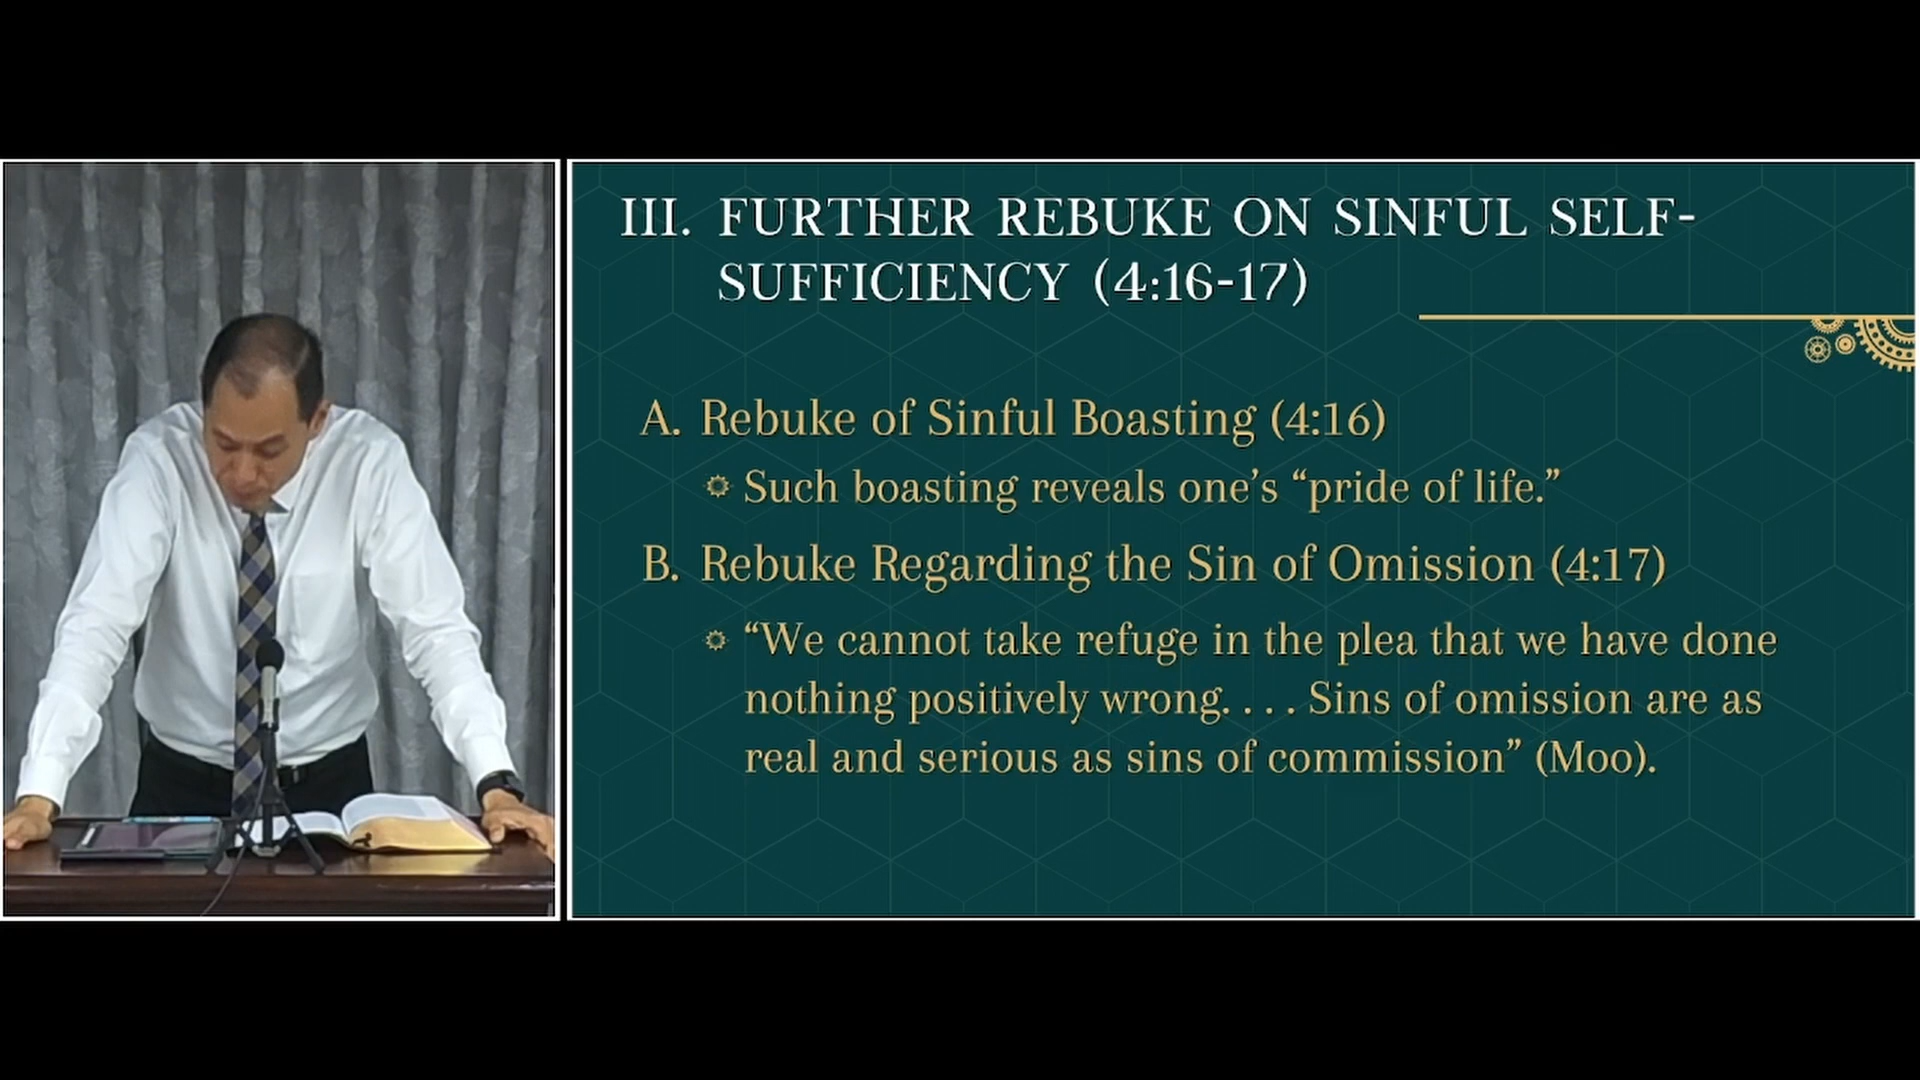 III. FURTHER REBUKE ON SINFUL SELF-
SUFFICIENCY (4:16-17)
A. Rebuke of Sinful Boasting (4:16)
Such boasting reveals one’s “pride of life.”
B. Rebuke Regarding the Sin of Omission (4:17)
“We cannot take refuge in the plea that we have done
nothing positively wrong. . . . Sins of omission are as
real and serious as sins of commission” (Moo).